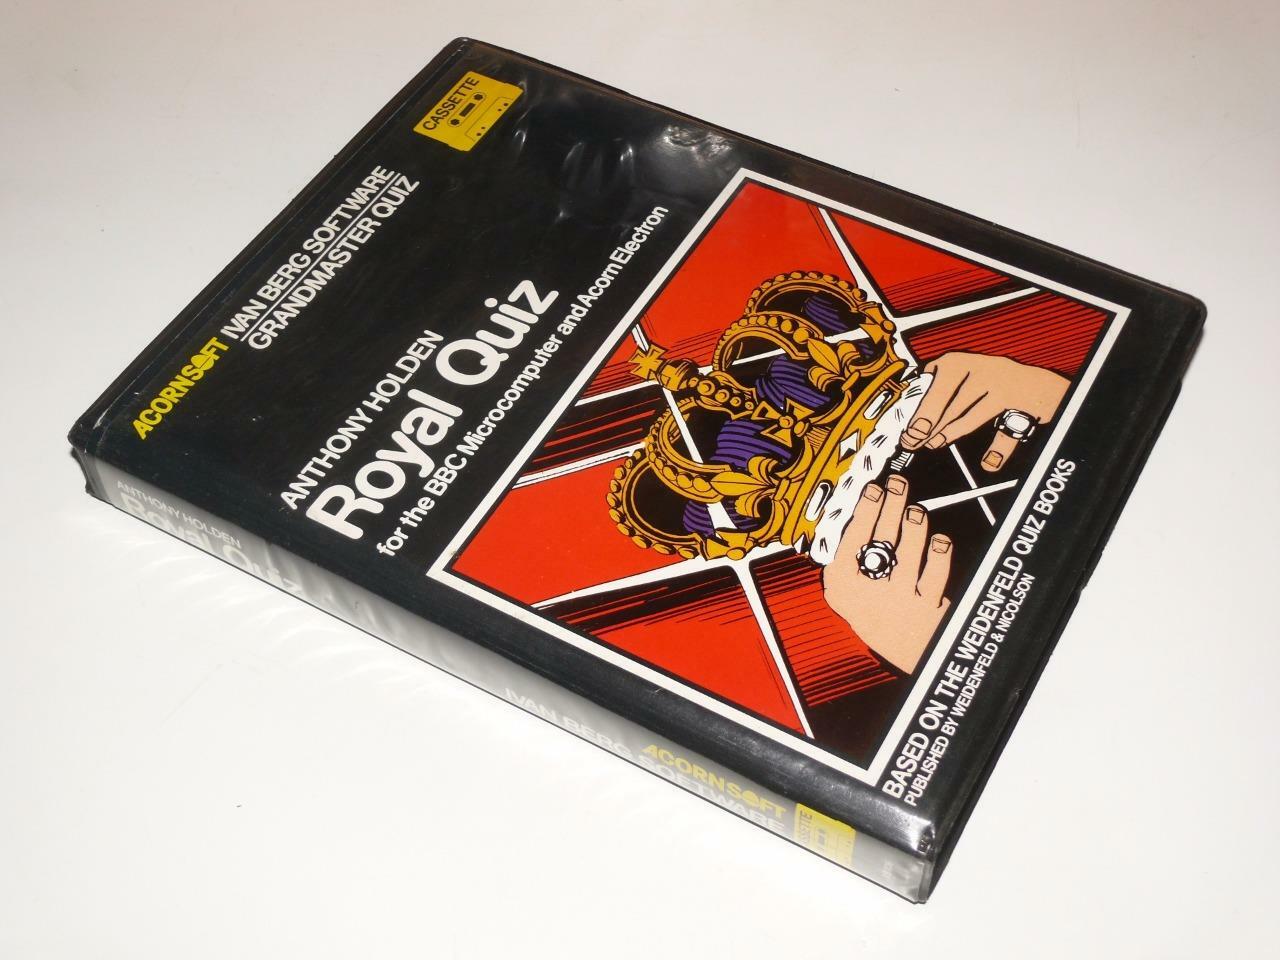 CASSETTE
ACORNSOFT IVAN BERG SOFTWARE
GRANDMASTER QUIZ
ANTHONY HOLDEN
Royal Quiz
for the BBC Microcomputer and Acorn Electron
BASED ON THE WEIDENFELD QUIZ BOOKS
PUBLISHED BY WEIDENFELD & NICOLSON
ANTHONY HOLDEN
Royal Quiz
ACORNSOFT
IVAN BERG SOFTWARE
CASSETTE